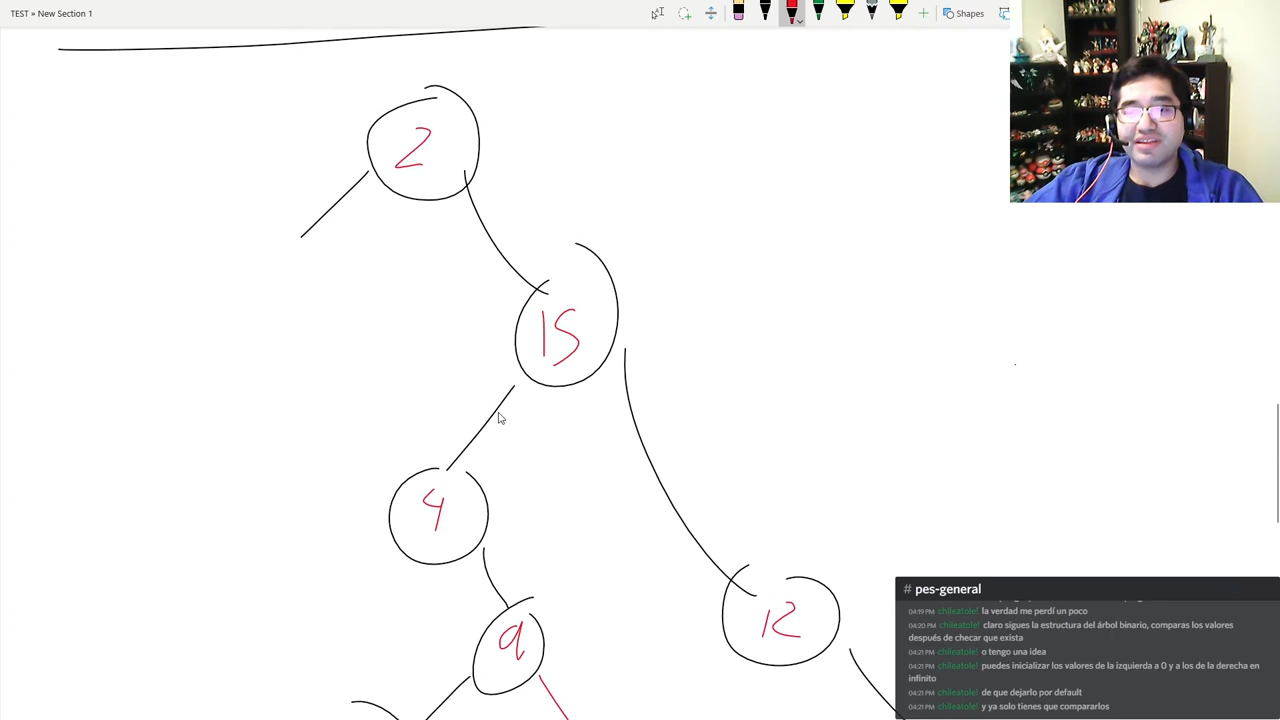 TEST » New Section 1
Shapes
2
15
4
9
12
# pes-general
04:19 PM chileatole! la verdad me perdí un poco
04:20 PM chileatole! claro sigues la estructura del árbol binario, comparas los valores
después de checar que exista
04:21 PM chileatole! o tengo una idea
04:21 PM chileatole! puedes inicializar los valores de la izquierda a 0 y a los de la derecha en
infinito
04:21 PM chileatole! de que dejarlo por default
04:21 PM chileatole! y ya solo tienes que compararlos